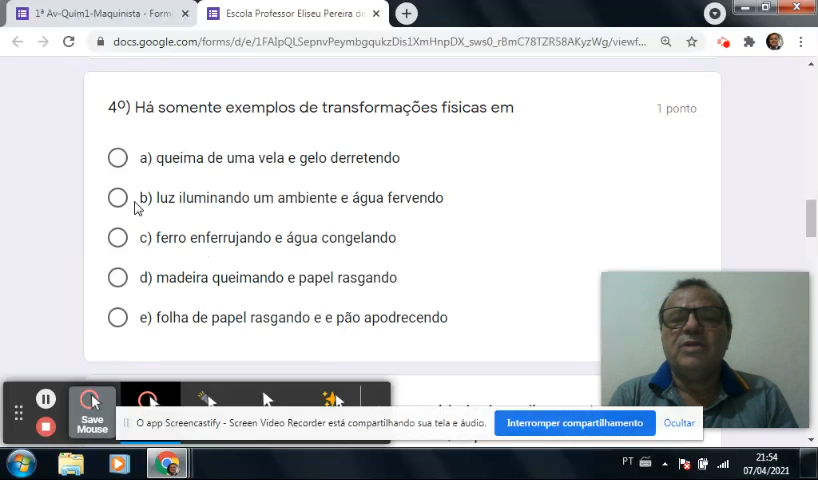 1ª Av-Quím1-Maquinista - Form
Escola Professor Eliseu Pereira de
docs.google.com/forms/d/e/1FAIpQLSepnvPeymbgqukzDis1XmHnpDX_sws0_rBmC78TZR58AKyzWg/viewf...
4º) Há somente exemplos de transformações físicas em
1 ponto
a) queima de uma vela e gelo derretendo
b) luz iluminando um ambiente e água fervendo
c) ferro enferrujando e água congelando
d) madeira queimando e papel rasgando
e) folha de papel rasgando e e pão apodrecendo
Save
Mouse
O app Screencastify - Screen Video Recorder está compartilhando sua tela e áudio.
Interromper compartilhamento
Ocultar
PT
21:54
07/04/2021